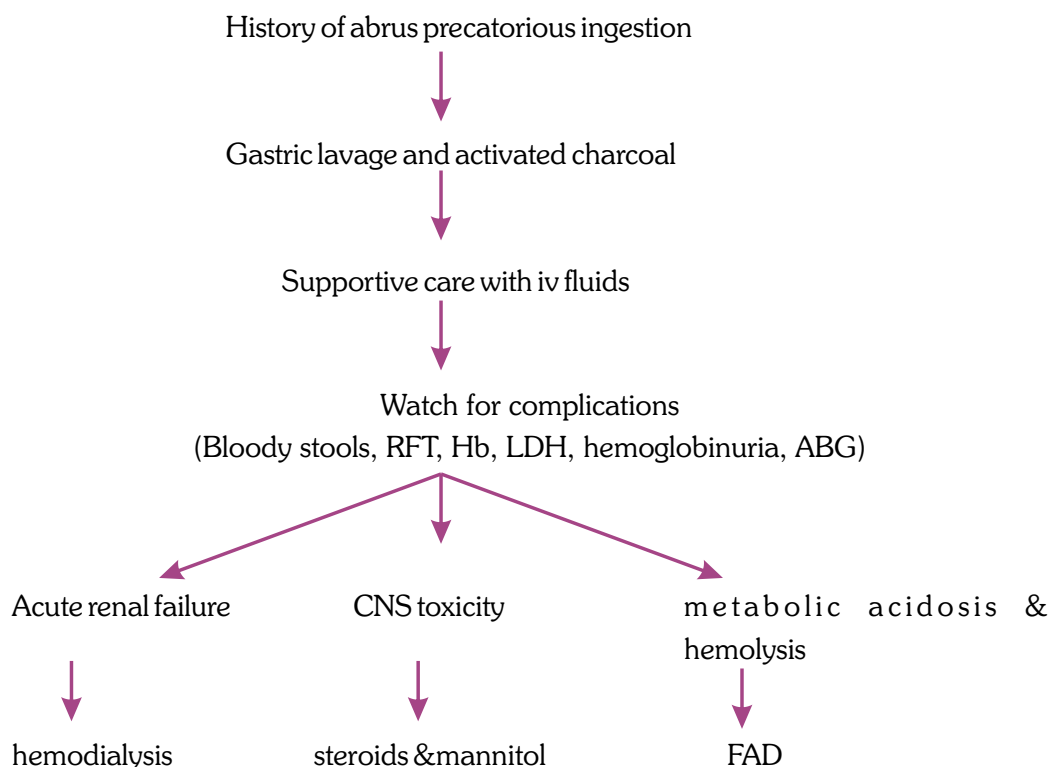 History of abrus precatorious ingestion
Gastric lavage and activated charcoal
Supportive care with iv fluids
Watch for complications
(Bloody stools, RFT, Hb, LDH, hemoglobinuria, ABG)
Acute renal failure
CNS toxicity
metabolic acidosis &
hemolysis
hemodialysis
steroids &mannitol
FAD